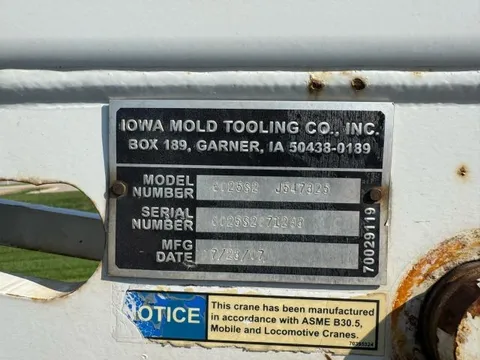 IOWA MOLD TOOLING CO., INC.
BOX 189, GARNER, IA 50438-0189
MODEL
NUMBER
SERIAL
NUMBER
MFG
DATE
70029119
NOTICE
This crane has been manufactured
in accordance with ASME B30.5,
Mobile and Locomotive Cranes.